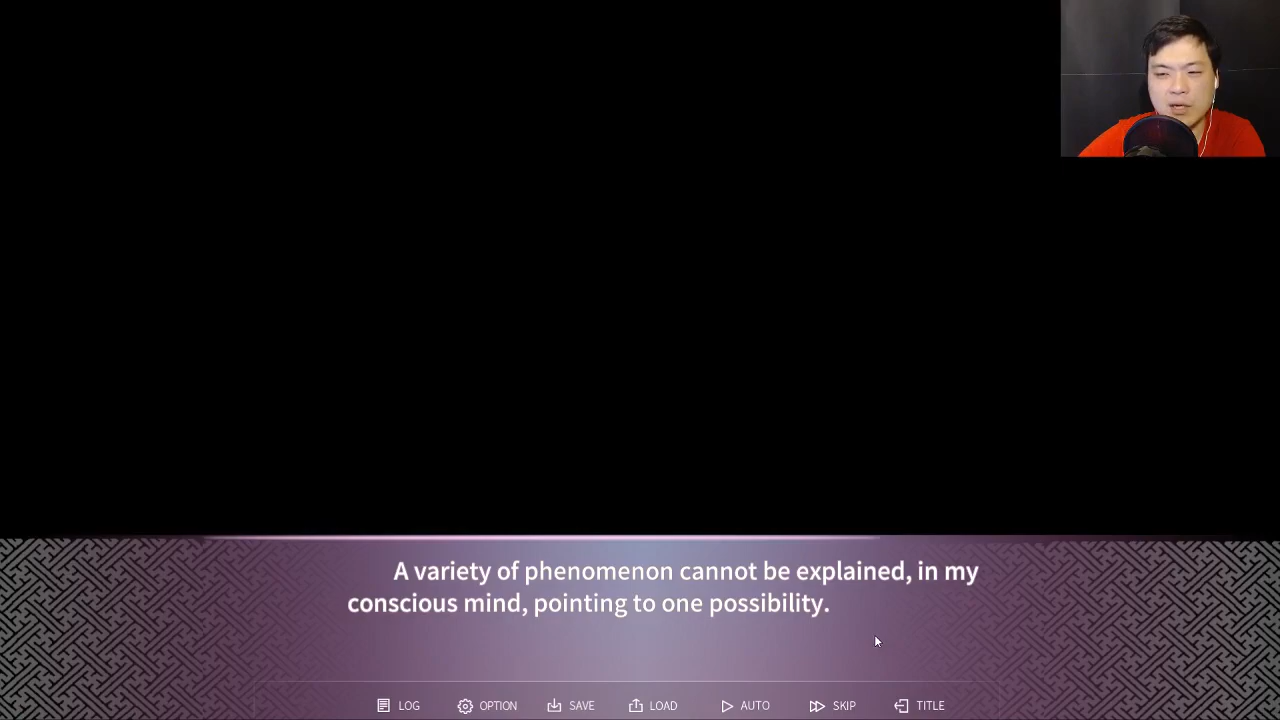 A variety of phenomenon cannot be explained, in my
conscious mind, pointing to one possibility.
LOG OPTION SAVE LOAD AUTO SKIP TITLE